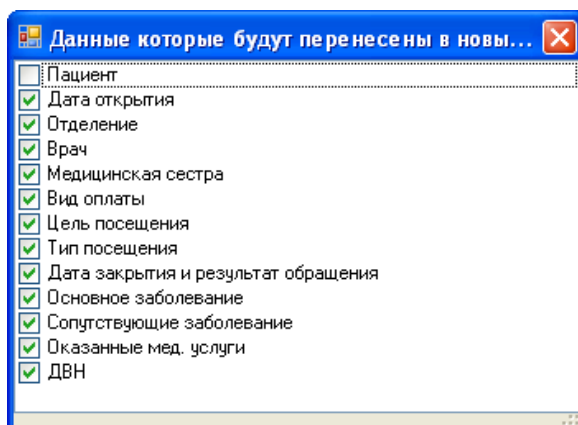 Данные которые будут перенесены в новы...
Пациент
Дата открытия
Отделение
Врач
Медицинская сестра
Вид оплаты
Цель посещения
Тип посещения
Дата закрытия и результат обращения
Основное заболевание
Сопутствующие заболевание
Оказанные мед. услуги
ДВН